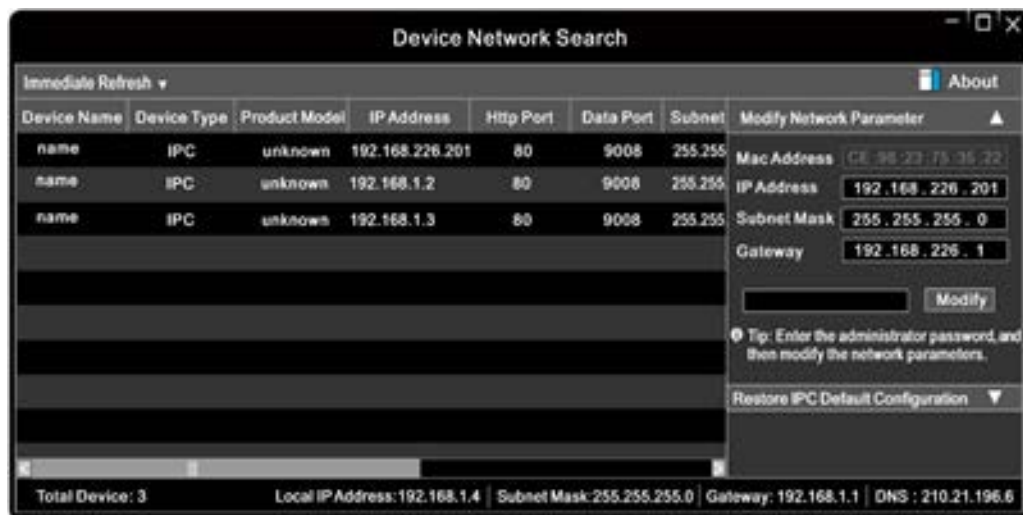 Device Network Search
Immediate Refresh
About
Device Name Device Type Product Model IP Address Http Port Data Port Subnet
name IPC unknown 192.168.226.201 80 9008 255.255
name IPC unknown 192.168.1.2 80 9008 255.255
name IPC unknown 192.168.1.3 80 9008 255.255
Modify Network Parameter
Mac Address
IP Address 192.168.226.201
Subnet Mask 255.255.255.0
Gateway 192.168.226.1
Modify
Tip: Enter the administrator password, and
then modify the network parameters.
Restore IPC Default Configuration
Total Device: 3 Local IP Address:192.168.1.4 Subnet Mask:255.255.255.0 Gateway: 192.168.1.1 DNS : 210.21.196.6